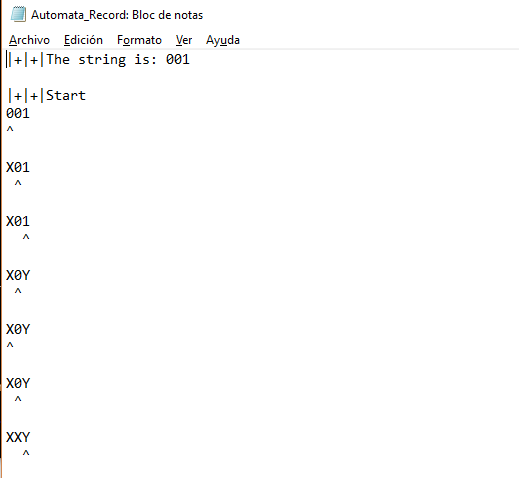 Automata_Record: Bloc de notas
Archivo Edición Formato Ver Ayuda
|+|+|The string is: 001
|+|+|Start
001
^
X01
 ^
X01
  ^
X0Y
 ^
X0Y
^
X0Y
 ^
XXY
  ^